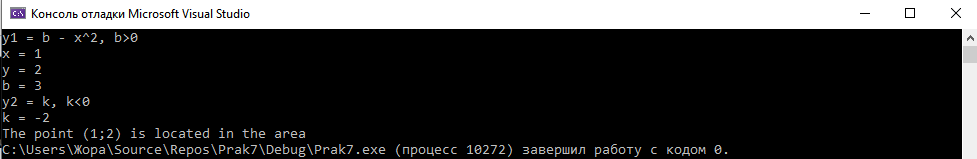 Консоль отладки Microsoft Visual Studio
y1 = b - x^2, b>0
x = 1
y = 2
b = 3
y2 = k, k<0
k = -2
The point (1;2) is located in the area
C:\Users\Жора\Source\Repos\Prak7\Debug\Prak7.exe (процесс 10272) завершил работу с кодом 0.